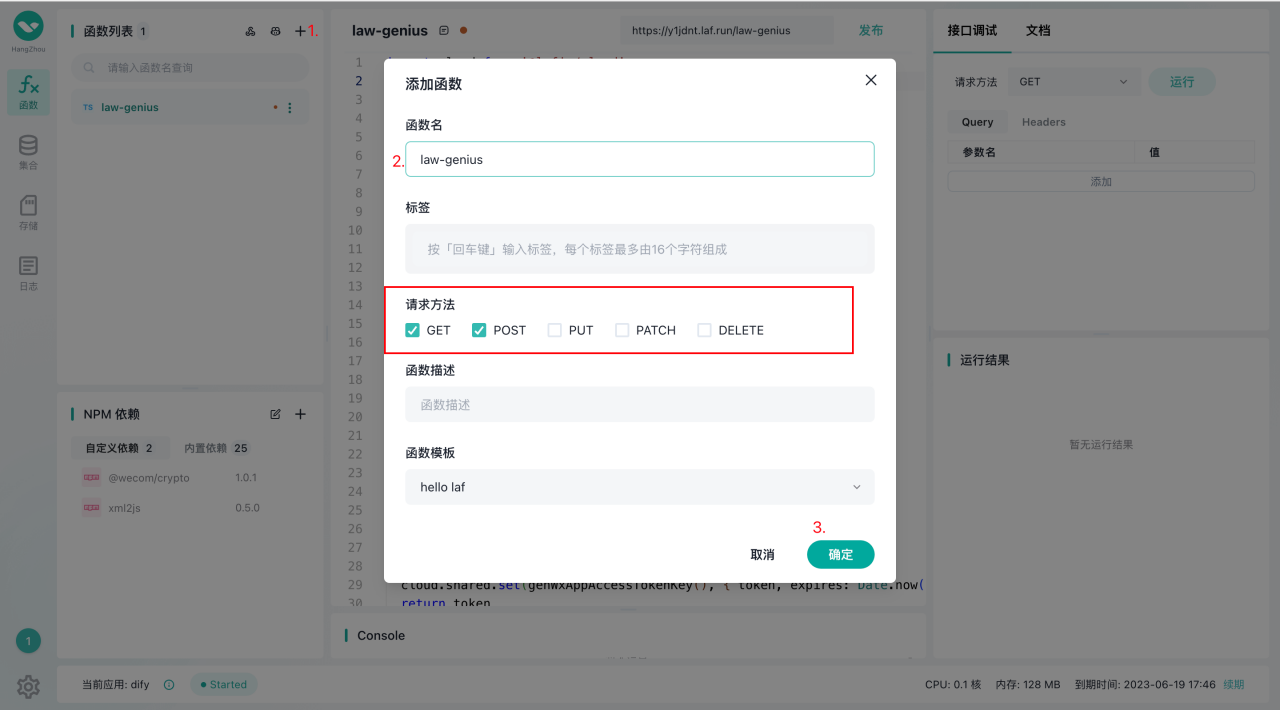 HangZhou
函数
集合
存储
日志
1
函数列表 1
1.
请输入函数名查询
TS law-genius
NPM 依赖
自定义依赖 2 内置依赖 25
npm @wecom/crypto 1.0.1
npm xml2js 0.5.0
law-genius
https://y1jdnt.laf.run/law-genius
发布
1
2
3
4
5
6
7
8
9
10
11
12
13
14
15
16
17
18
19
20
21
22
23
24
25
26
27
28
29 cloud.shared.set(genWxAppAccessTokenKey(), { token, expires: Date.now(
30 return token
Console
添加函数
函数名
2.
law-genius
标签
按「回车键」输入标签，每个标签最多由16个字符组成
请求方法
GET POST PUT PATCH DELETE
函数描述
函数描述
函数模板
hello laf
3.
取消 确定
接口调试 文档
请求方法 GET 运行
Query Headers
参数名 值
添加
运行结果
暂无运行结果
当前应用: dify Started
CPU: 0.1 核 内存: 128 MB 到期时间: 2023-06-19 17:46 续期